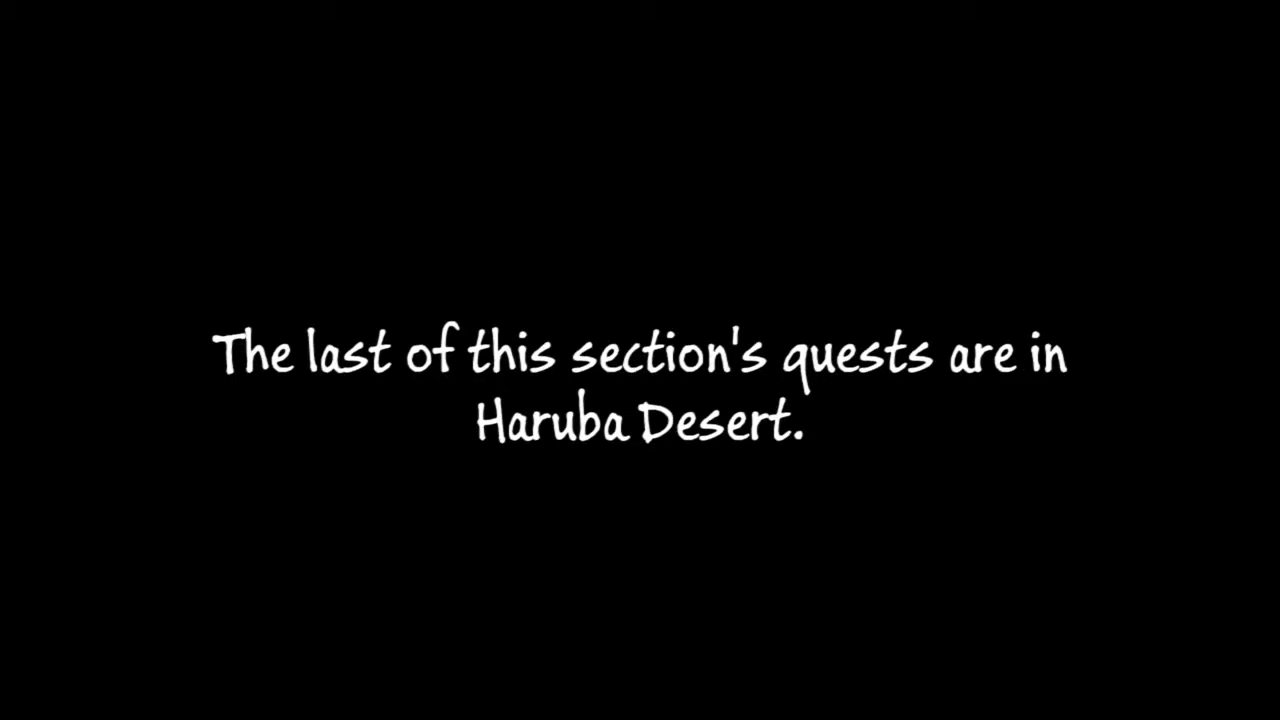 The last of this section's quests are in
Haruba Desert.